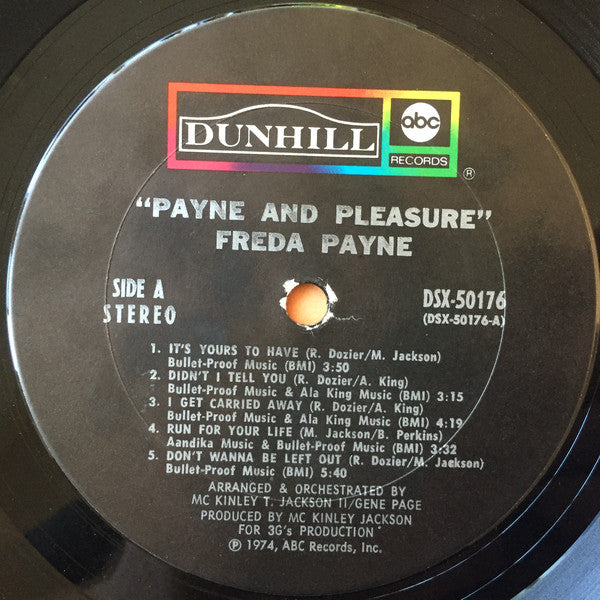 DUNHILL
abc
RECORDS
®
"PAYNE AND PLEASURE"
FREDA PAYNE
SIDE A
STEREO
DSX-50176
(DSX-50176-A)
1. IT'S YOURS TO HAVE (R. Dozier/M. Jackson)
Bullet-Proof Music (BMI) 3:50
2. DIDN'T I TELL YOU (R. Dozier/A. King)
Bullet-Proof Music & Ala King Music (BMI) 3:15
3. I GET CARRIED AWAY (R. Dozier/A. King)
Bullet-Proof Music & Ala King Music (BMI) 4:19
4. RUN FOR YOUR LIFE (M. Jackson/B. Perkins)
Aandika Music & Bullet-Proof Music (BMI) 3:32
5. DON'T WANNA BE LEFT OUT (R. Dozier/M. Jackson)
Bullet-Proof Music (BMI) 5:40
ARRANGED & ORCHESTRATED BY
MC KINLEY T. JACKSON II/GENE PAGE
PRODUCED BY MC KINLEY JACKSON
FOR 3G's PRODUCTION
℗ 1974, ABC Records, Inc.